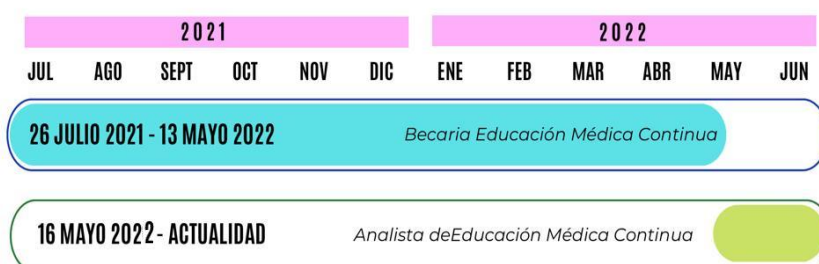 2021 2022
JUL AGO SEPT OCT NOV DIC ENE FEB MAR ABR MAY JUN
26 JULIO 2021 - 13 MAYO 2022 Becaria Educación Médica Continua
16 MAYO 2022- ACTUALIDAD Analista deEducación Médica Continua